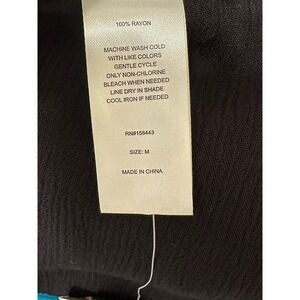 100% RAYON
MACHINE WASH COLD
WITH LIKE COLORS
GENTLE CYCLE
ONLY NON-CHLORINE
BLEACH WHEN NEEDED
LINE DRY IN SHADE
COOL IRON IF NEEDED
RN#158443
SIZE: M
MADE IN CHINA